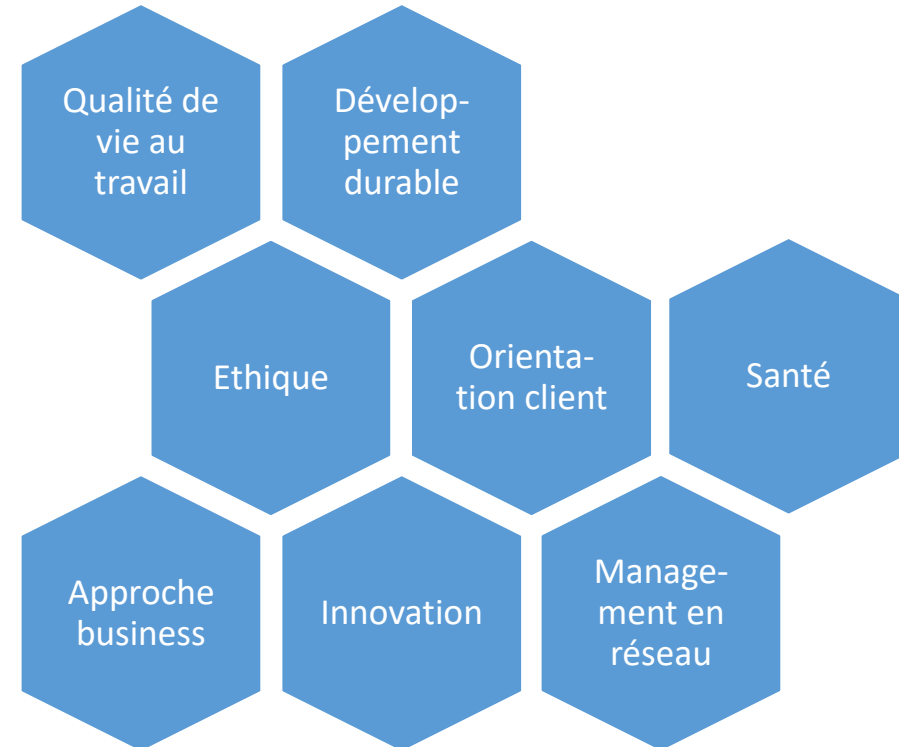 Qualité de
vie au
travail
Dévelop-
pement
durable
Ethique
Orienta-
tion client
Santé
Approche
business
Innovation
Manage-
ment en
réseau